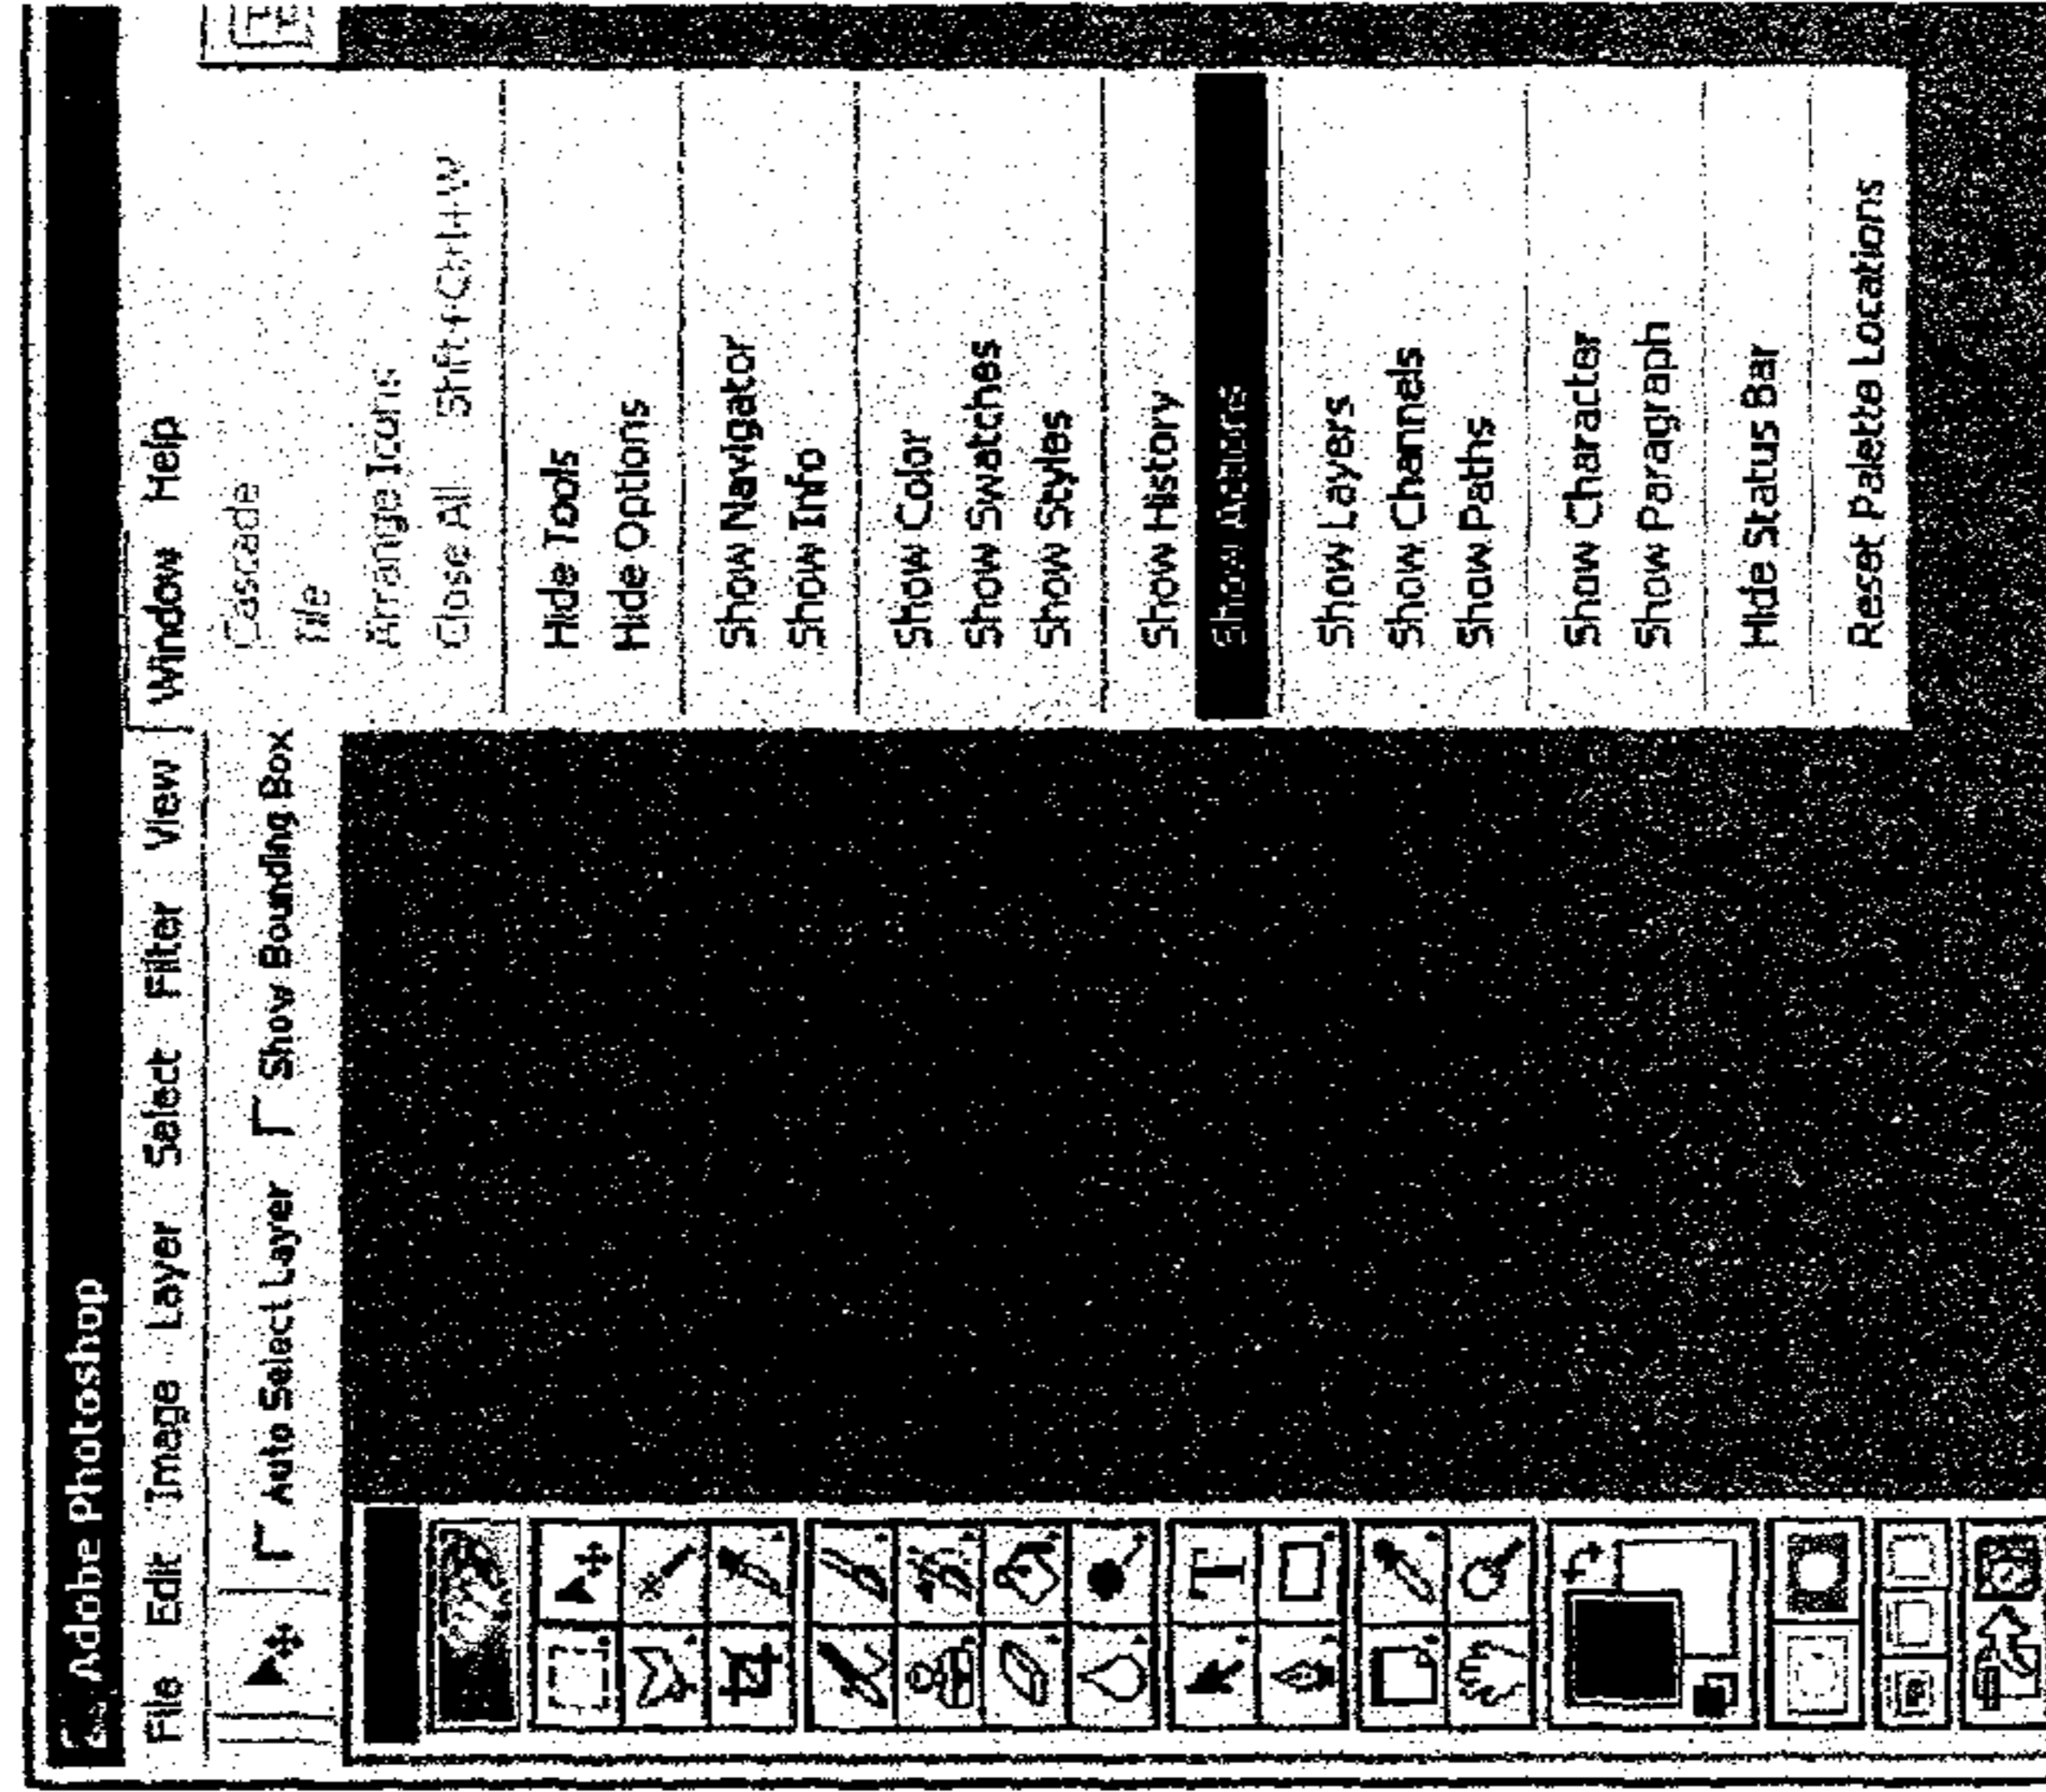 Adobe Photoshop
File Edit Image Layer Select Filter View Window Help
Auto Select Layer Show Bounding Box
Cascade
Tile
Arrange Icons
Close All Shft+Ctrl+W
Hide Tools
Hide Options
Show Navigator
Show Info
Show Color
Show Swatches
Show Styles
Show History
Show Actions
Show Layers
Show Channels
Show Paths
Show Character
Show Paragraph
Hide Status Bar
Reset Palette Locations
T